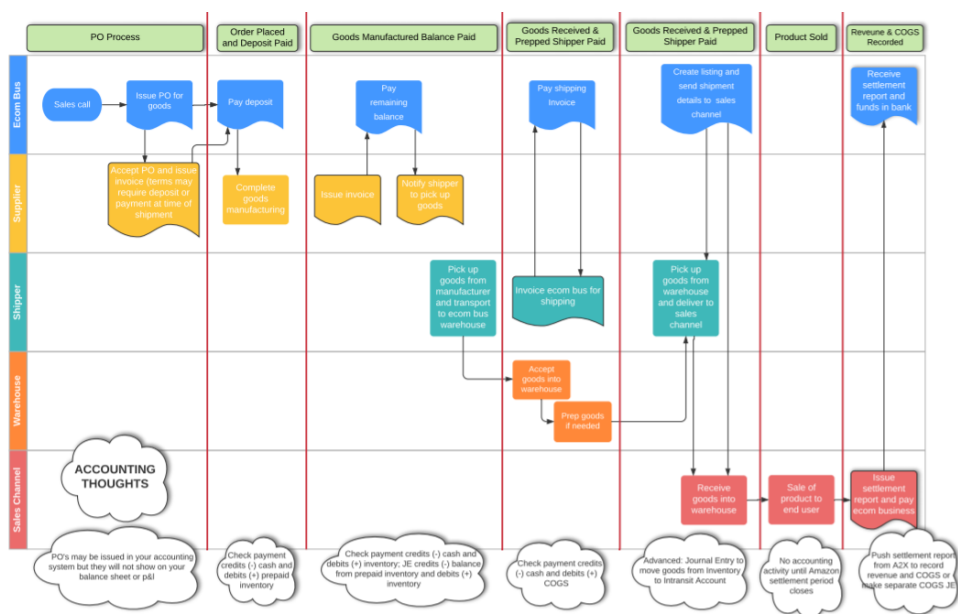 PO Process
Order Placed
and Deposit Paid
Goods Manufactured Balance Paid
Goods Received &
Prepped Shipper Paid
Goods Received & Prepped
Shipper Paid
Product Sold
Reveune & COGS
Recorded
Ecom Bus
Sales call
Issue PO for
goods
Pay deposit
Pay
remaining
balance
Pay shipping
Invoice
Create listing and
send shipment
details to sales
channel
Receive
settlement
report and
funds in bank
Supplier
Accept PO and issue
invoice (terms may
require deposit or
payment at time of
shipment
Complete
goods
manufacturing
Issue invoice
Notify shipper
to pick up
goods
Shipper
Pick up
goods from
manufacturer
and transport
to ecom bus
warehouse
Invoice ecom bus for
shipping
Pick up
goods from
warehouse
and deliver to
sales
channel
Warehouse
Accept
goods into
warehouse
Prep goods
if needed
Sales Channel
ACCOUNTING
THOUGHTS
Receive
goods into
warehouse
Sale of
product to
end user
Issue
settlement
report and pay
ecom business
PO's may be issued in your accounting
system but they will not show on your
balance sheet or p&l
Check payment
credits (-) cash and
debits (+) prepaid
inventory
Check payment credits (-) cash and
debits (+) inventory; JE credits (-) balance
from prepaid inventory and debits (+)
inventory
Check payment
credits (-) cash
and debits (+)
COGS
Advanced: Journal Entry to
move goods from Inventory to
Intransit Account
No accounting
activity until Amazon
settlement period
closes
Push settlement report
from A2X to record
revenue and COGS or
make separate COGS JE